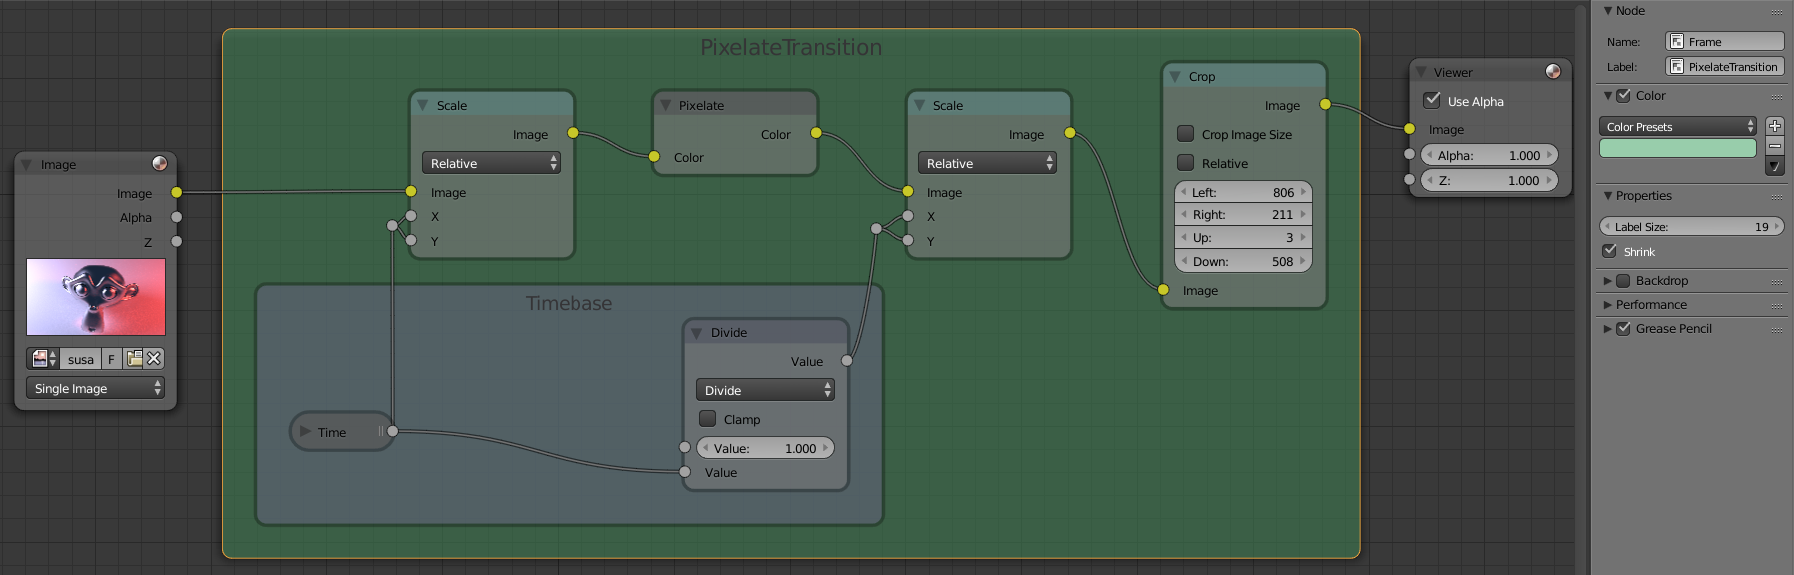 PixelateTransition
Image
Image
Alpha
Z
susa
F
Single Image
Scale
Image
Relative
Image
X
Y
Pixelate
Color
Color
Scale
Image
Relative
Image
X
Y
Crop
Image
Crop Image Size
Relative
Left: 806
Right: 211
Up: 3
Down: 508
Image
Timebase
Time
Divide
Value
Divide
Clamp
Value: 1.000
Value
Viewer
Use Alpha
Image
Alpha: 1.000
Z: 1.000
Node
Name: Frame
Label: PixelateTransition
Color
Color Presets
Properties
Label Size: 19
Shrink
Backdrop
Performance
Grease Pencil